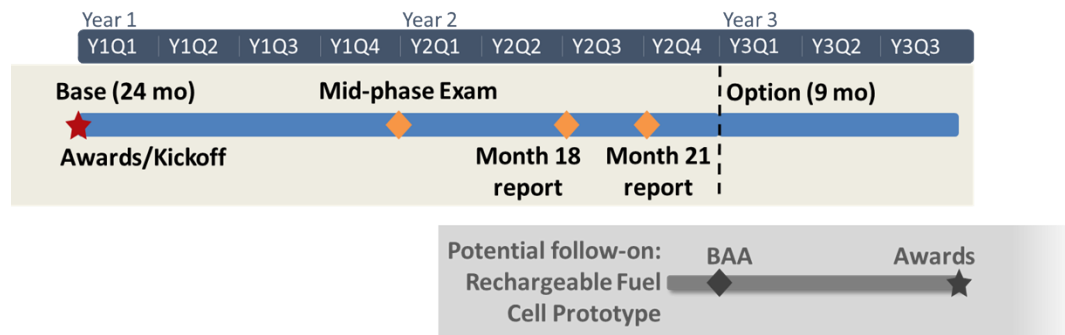 Year 1 Year 2 Year 3
Y1Q1 Y1Q2 Y1Q3 Y1Q4 Y2Q1 Y2Q2 Y2Q3 Y2Q4 Y3Q1 Y3Q2 Y3Q3
Base (24 mo) Mid-phase Exam Option (9 mo)
Awards/Kickoff
Month 18
report
Month 21
report
Potential follow-on:
Rechargeable Fuel
Cell Prototype
BAA
Awards